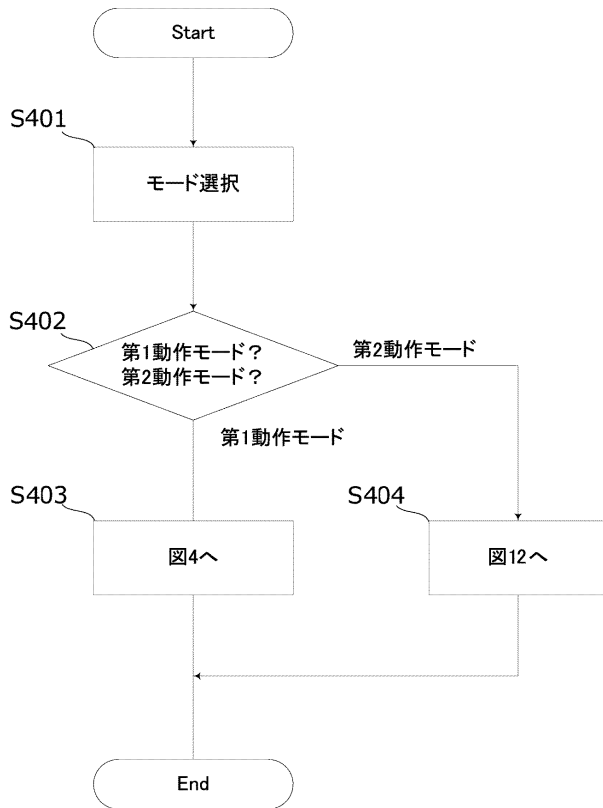 Start
S401
モード選択
S402
第1動作モード？
第2動作モード？
第2動作モード
第1動作モード
S403
図4へ
S404
図12へ
End